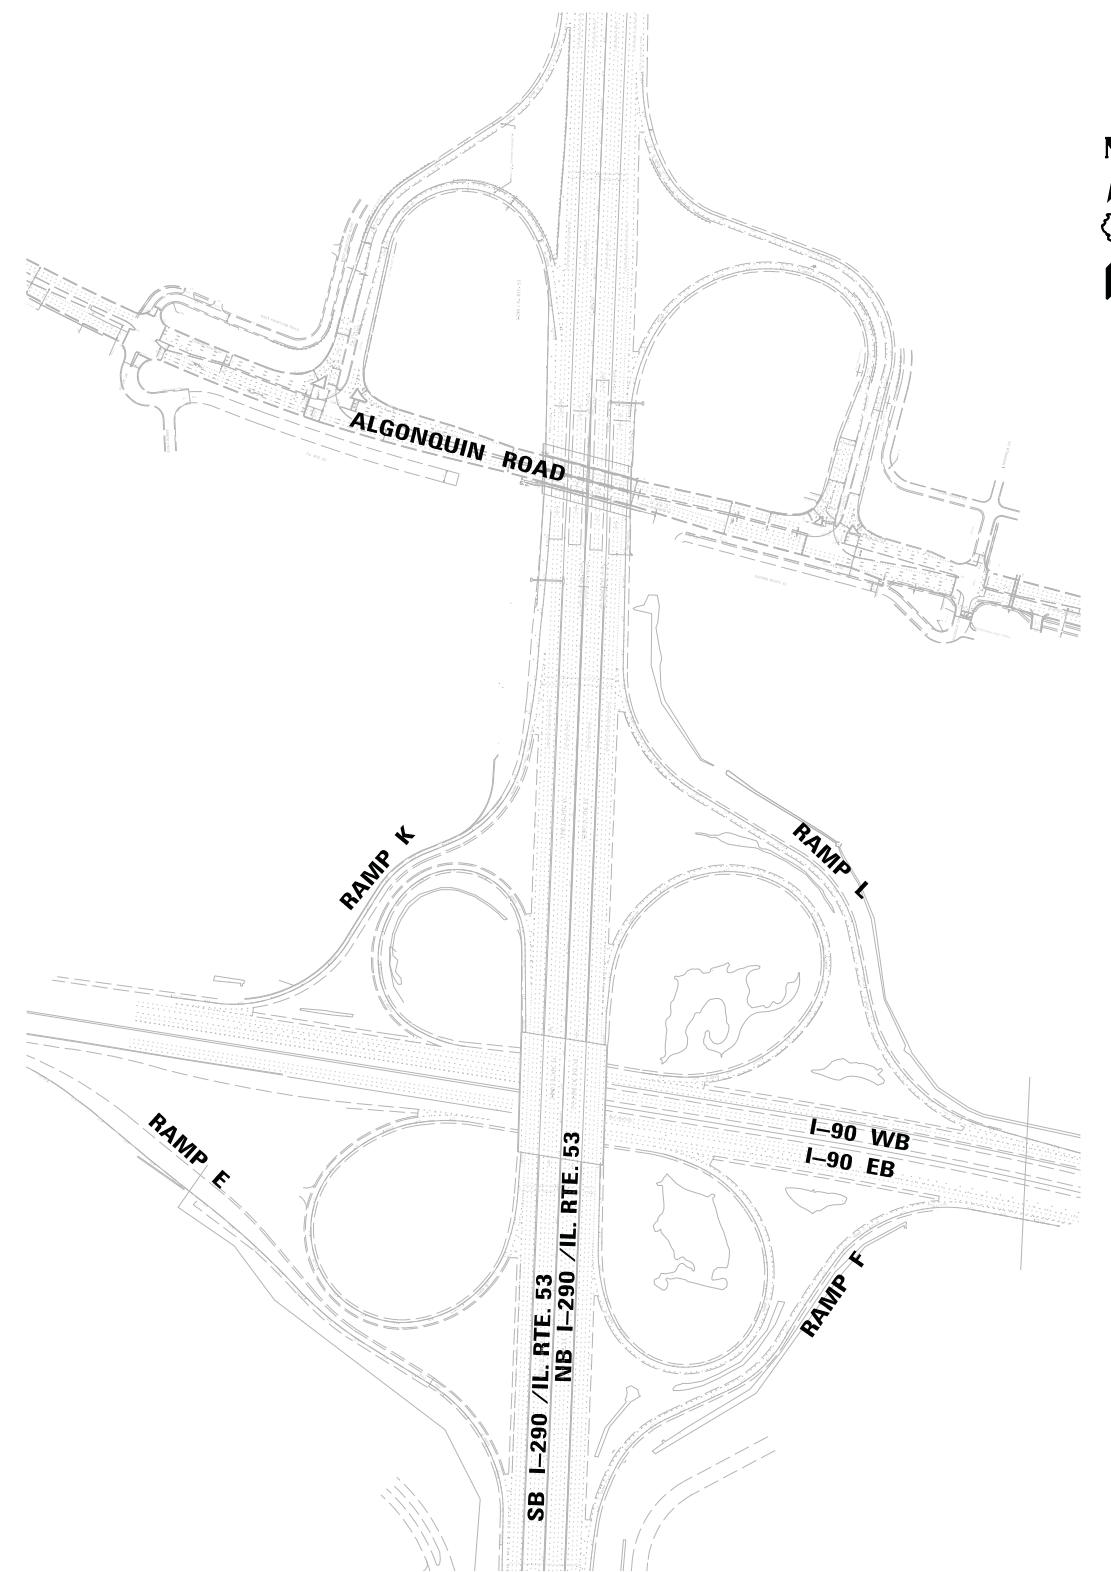 ALGONQUIN ROAD
RAMP K
RAMP L
I–90 WB
I–90 EB
RAMP E
RAMP F
SB I–290 /IL. RTE. 53
NB I–290 /IL. RTE. 53